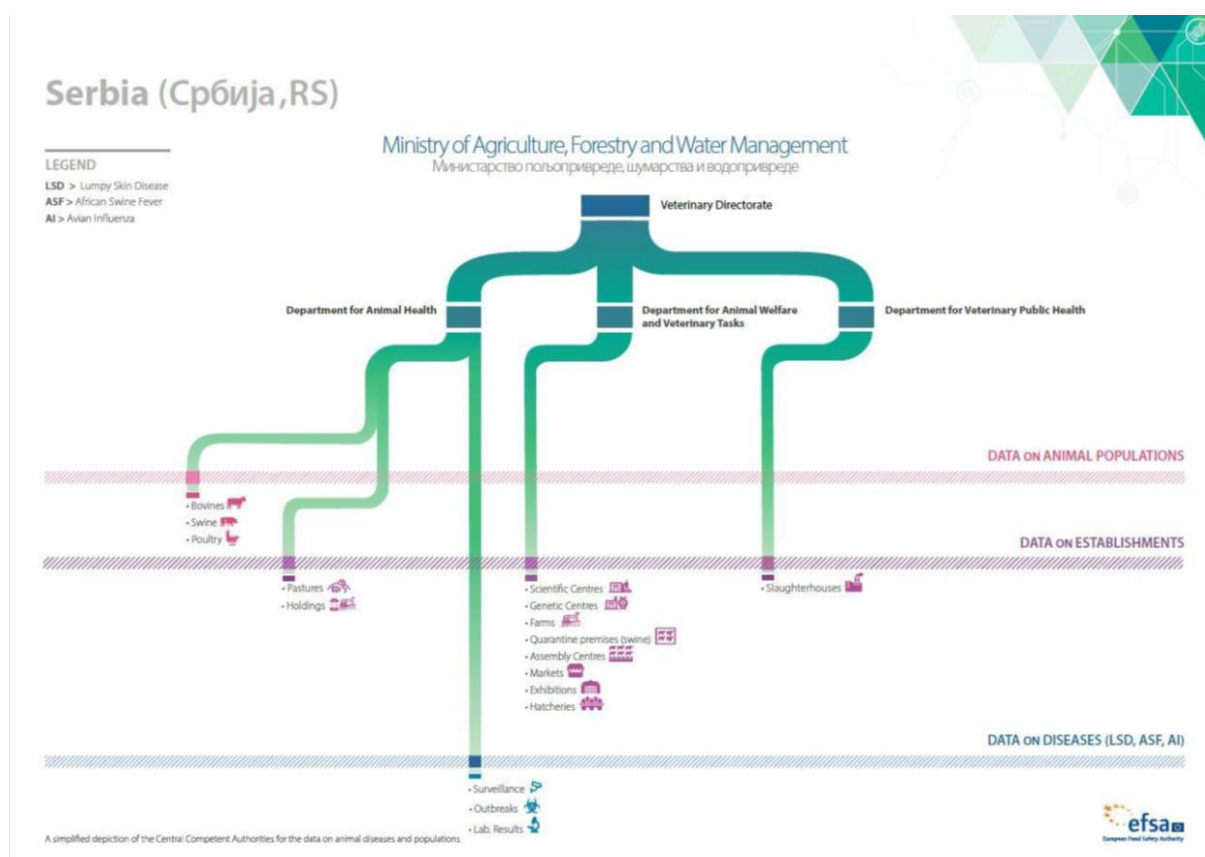 Serbia (Србија,RS)
LEGEND
LSD > Lumpy Skin Disease
ASF > African Swine Fever
AI > Avian Influenza
Ministry of Agriculture, Forestry and Water Management
Министарство пољопривреде, шумарства и водопривреде
Veterinary Directorate
Department for Animal Health
Department for Animal Welfare
and Veterinary Tasks
Department for Veterinary Public Health
DATA ON ANIMAL POPULATIONS
• Bovines
• Swine
• Poultry
DATA ON ESTABLISHMENTS
• Pastures
• Holdings
• Scientific Centres
• Genetic Centres
• Farms
• Quarantine premises (swine)
• Assembly Centres
• Markets
• Exhibitions
• Hatcheries
• Slaughterhouses
DATA ON DISEASES (LSD, ASF, AI)
• Surveillance
• Outbreaks
• Lab. Results
A simplified depiction of the Central Competent Authorities for the data on animal diseases and populations
efsa
European Food Safety Authority